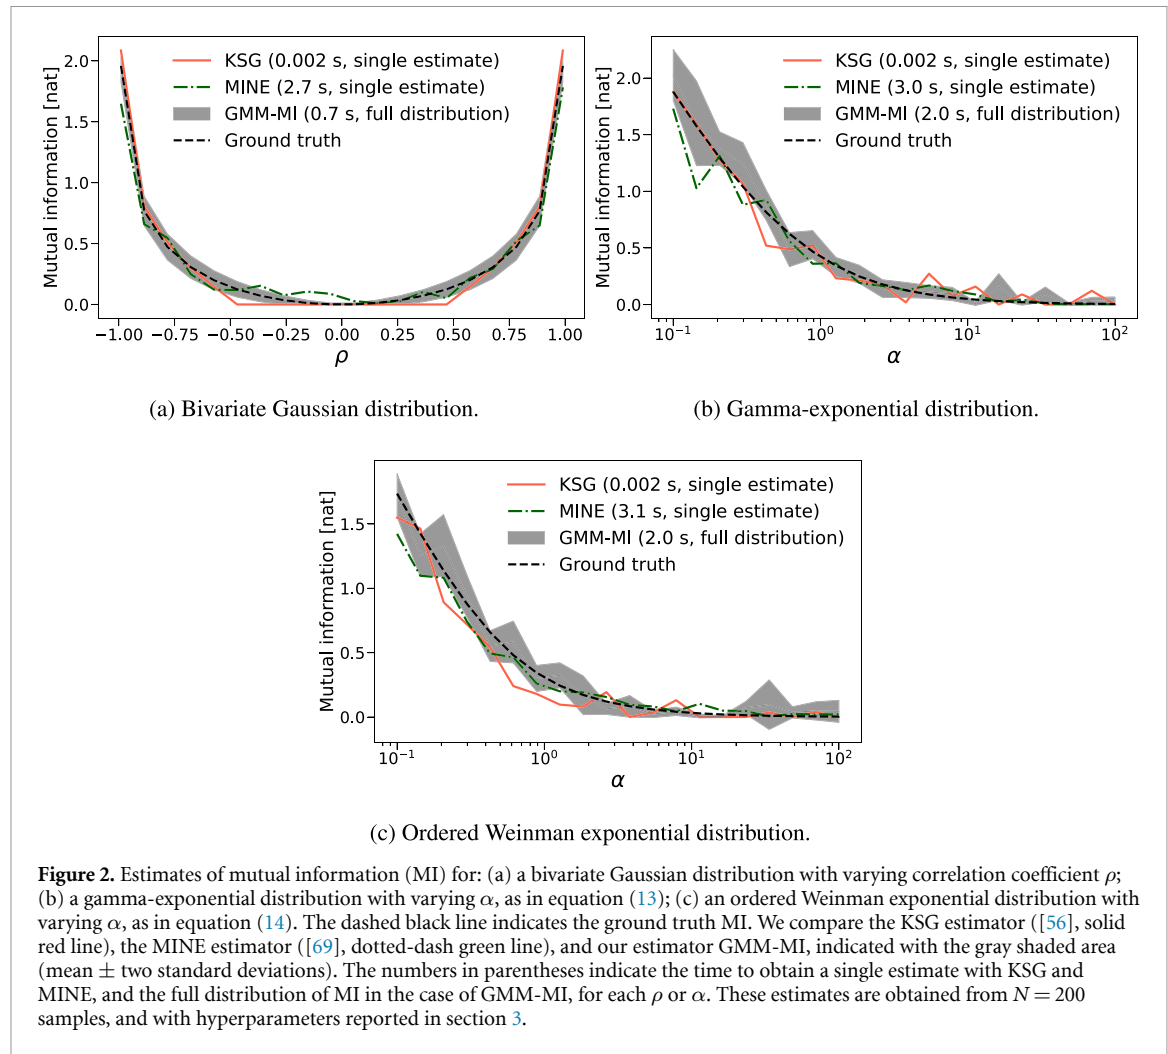 KSG (0.002 s, single estimate)
MINE (2.7 s, single estimate)
GMM-MI (0.7 s, full distribution)
Ground truth
Mutual information [nat]
2.0
1.5
1.0
0.5
0.0
−1.00 −0.75 −0.50 −0.25 0.00 0.25 0.50 0.75 1.00
ρ
(a) Bivariate Gaussian distribution.
KSG (0.002 s, single estimate)
MINE (3.0 s, single estimate)
GMM-MI (2.0 s, full distribution)
Ground truth
Mutual information [nat]
2.0
1.5
1.0
0.5
0.0
10⁻¹ 10⁰ 10¹ 10²
α
(b) Gamma-exponential distribution.
KSG (0.002 s, single estimate)
MINE (3.1 s, single estimate)
GMM-MI (2.0 s, full distribution)
Ground truth
Mutual information [nat]
1.5
1.0
0.5
0.0
10⁻¹ 10⁰ 10¹ 10²
α
(c) Ordered Weinman exponential distribution.
Figure 2. Estimates of mutual information (MI) for: (a) a bivariate Gaussian distribution with varying correlation coefficient ρ;
(b) a gamma-exponential distribution with varying α, as in equation (13); (c) an ordered Weinman exponential distribution with
varying α, as in equation (14). The dashed black line indicates the ground truth MI. We compare the KSG estimator ([56], solid
red line), the MINE estimator ([69], dotted-dash green line), and our estimator GMM-MI, indicated with the gray shaded area
(mean ± two standard deviations). The numbers in parentheses indicate the time to obtain a single estimate with KSG and
MINE, and the full distribution of MI in the case of GMM-MI, for each ρ or α. These estimates are obtained from N = 200
samples, and with hyperparameters reported in section 3.